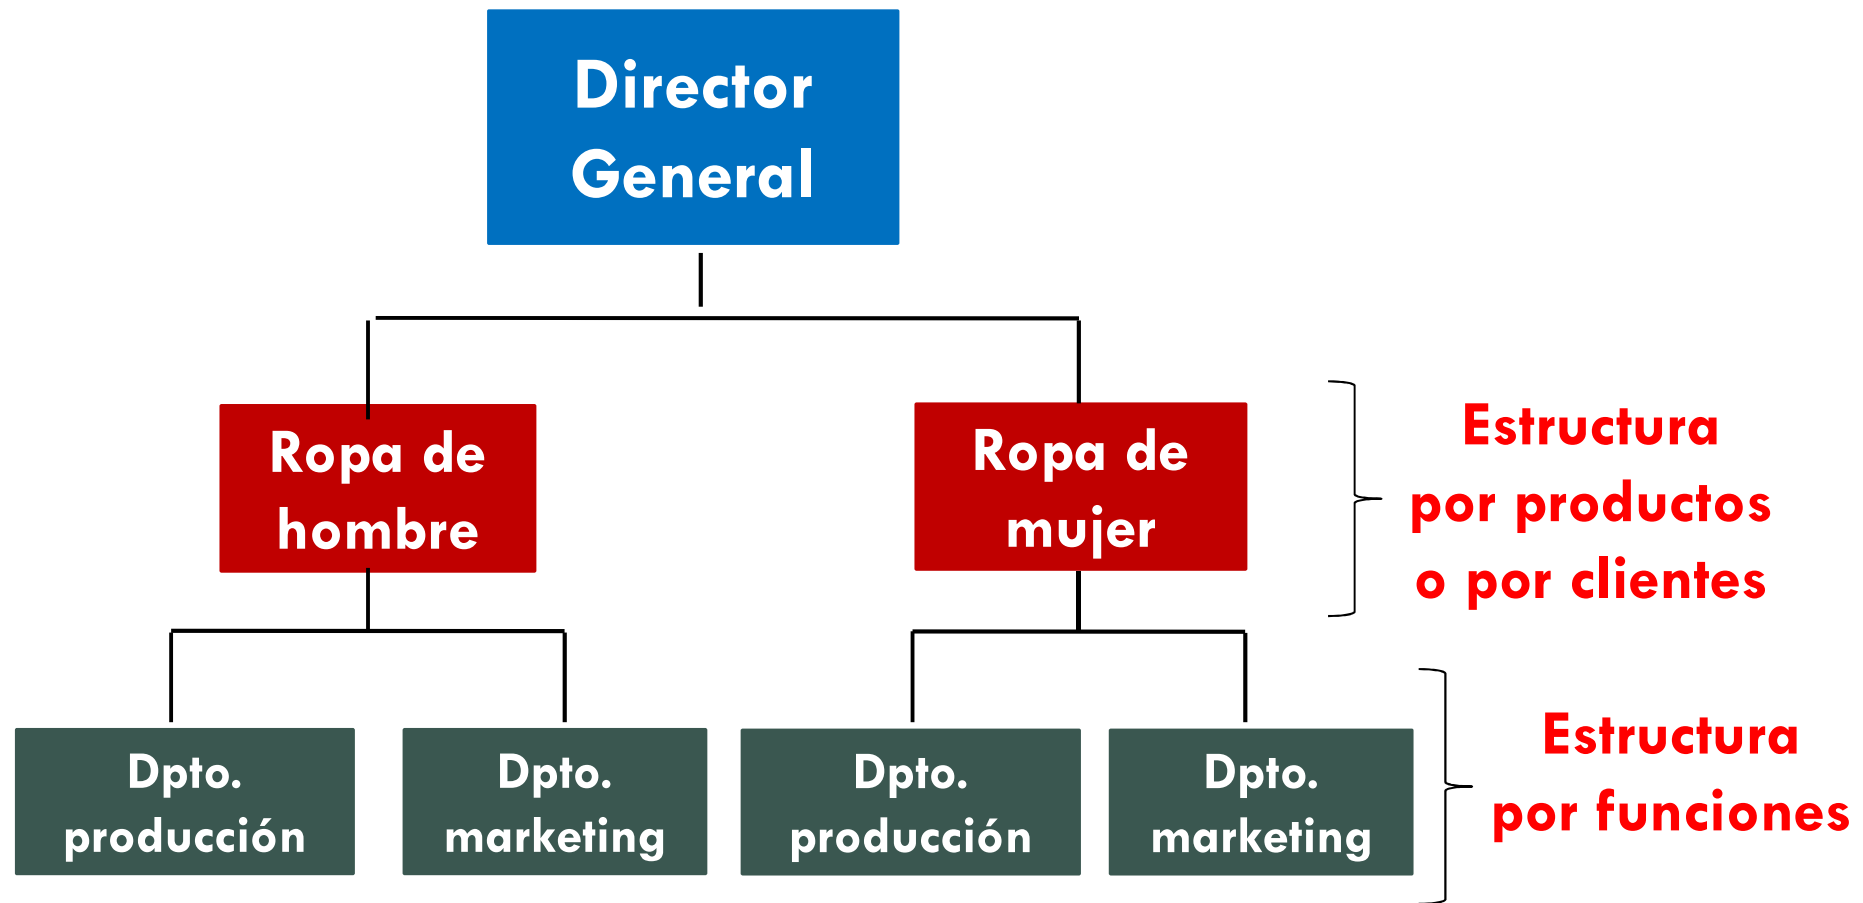 Director
General
Ropa de
hombre
Ropa de
mujer
Estructura
por productos
o por clientes
Dpto.
producción
Dpto.
marketing
Dpto.
producción
Dpto.
marketing
Estructura
por funciones